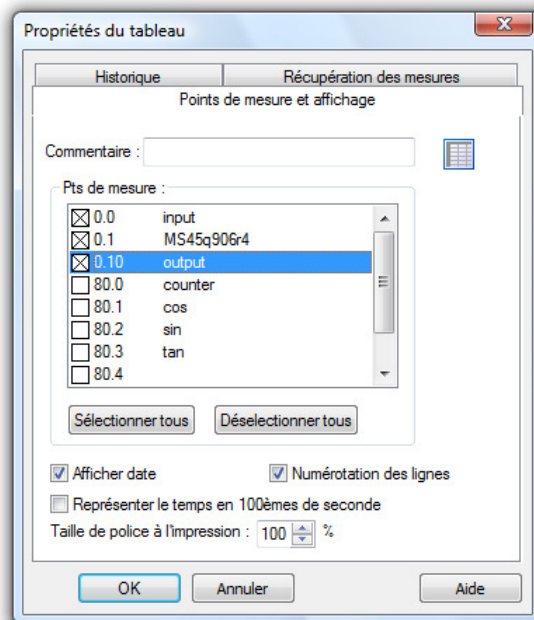 Propriétés du tableau
Historique Récupération des mesures
Points de mesure et affichage
Commentaire :
Pts de mesure :
0.0 input
0.1 MS45q906r4
0.10 output
80.0 counter
80.1 cos
80.2 sin
80.3 tan
80.4
Sélectionner tous Déselectionner tous
Afficher date Numérotation des lignes
Représenter le temps en 100èmes de seconde
Taille de police à l'impression : 100 %
OK Annuler Aide